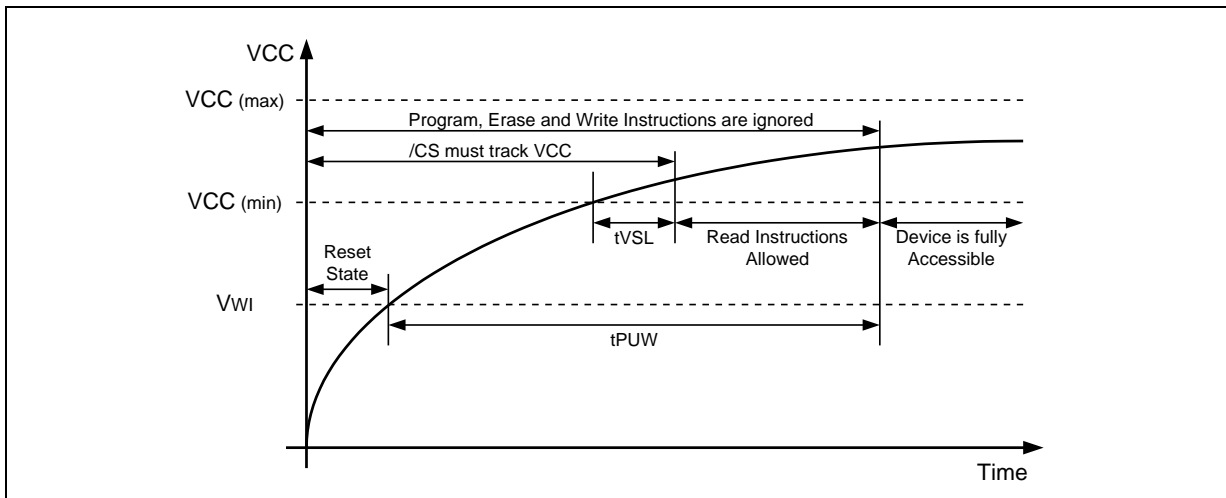 VCC
VCC (max)
Program, Erase and Write Instructions are ignored
/CS must track VCC
VCC (min)
tVSL
Read Instructions
Allowed
Device is fully
Accessible
Reset
State
VWI
tPUW
Time